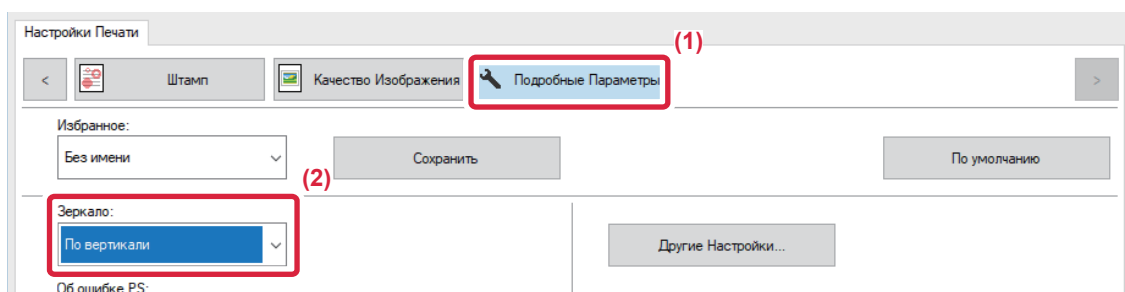 Настройки Печати
(1)
<
Штамп
Качество Изображения
Подробные Параметры
>
Избранное:
Без имени
Сохранить
По умолчанию
(2)
Зеркало:
По вертикали
Другие Настройки...
Об ошибке PS: